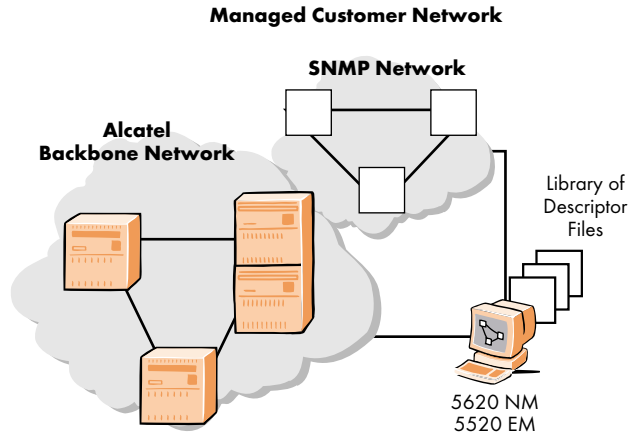 Managed Customer Network
SNMP Network
Alcatel
Backbone Network
Library of
Descriptor
Files
5620 NM
5520 EM